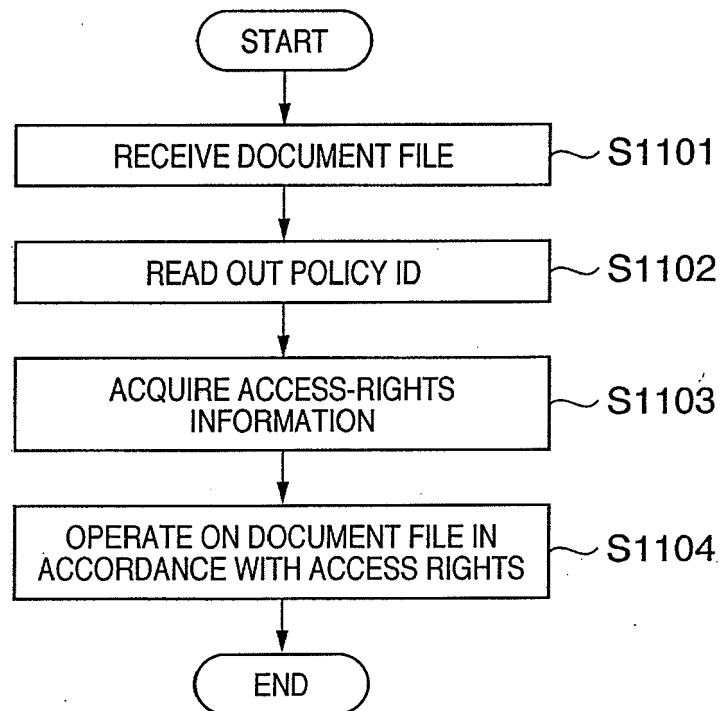 START
RECEIVE DOCUMENT FILE
S1101
READ OUT POLICY ID
S1102
ACQUIRE ACCESS-RIGHTS
INFORMATION
S1103
OPERATE ON DOCUMENT FILE IN
ACCORDANCE WITH ACCESS RIGHTS
S1104
END